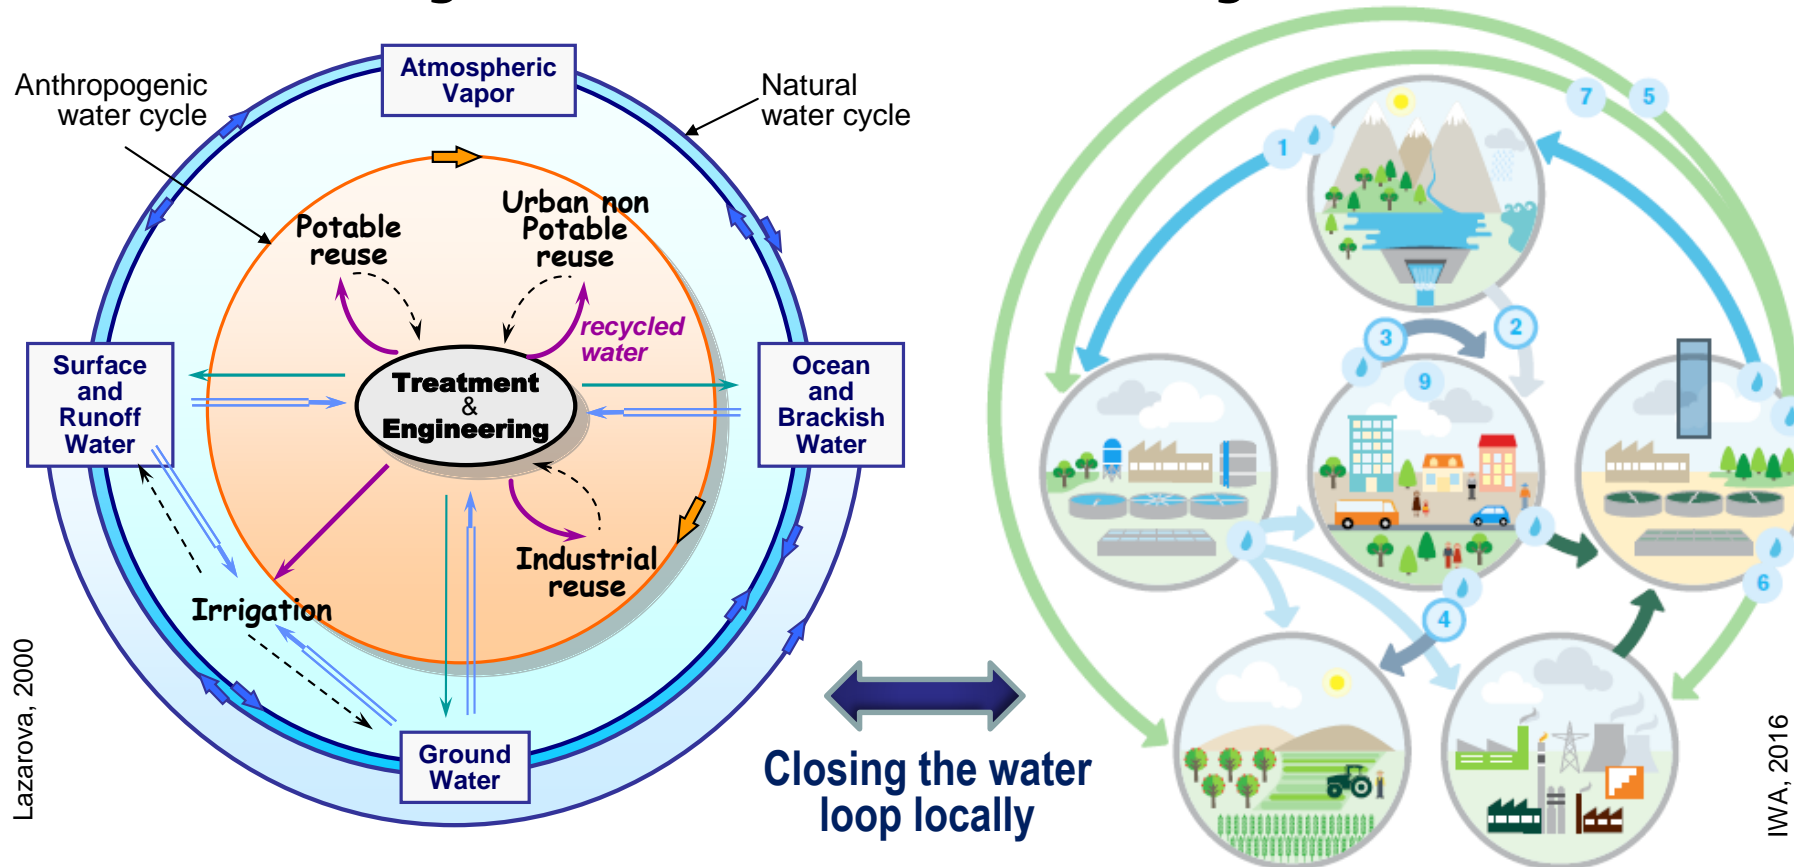 Anthropogenic
water cycle
Atmospheric
Vapor
Natural
water cycle
Potable
reuse
Urban non
Potable
reuse
recycled
water
Surface
and
Runoff
Water
Treatment
&
Engineering
Ocean
and
Brackish
Water
Industrial
reuse
Irrigation
Ground
Water
Lazarova, 2000
Closing the water
loop locally
7
5
1
2
3
9
4
6
IWA, 2016